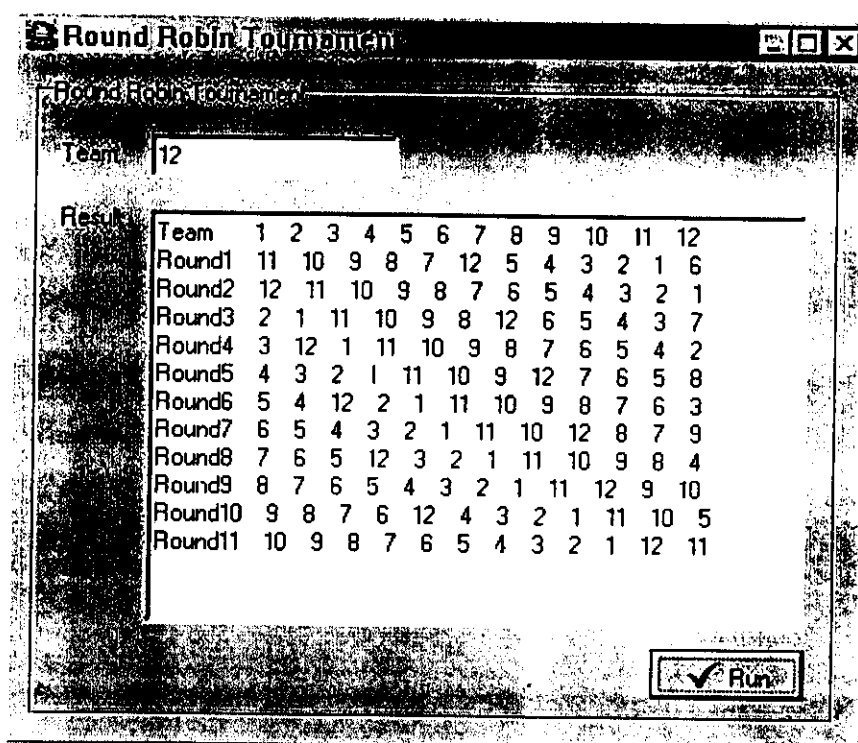 Round Robin Tournament
Round Robin Tournament
Team 12
Result
Team 1 2 3 4 5 6 7 8 9 10 11 12
Round1 11 10 9 8 7 12 5 4 3 2 1 6
Round2 12 11 10 9 8 7 6 5 4 3 2 1
Round3 2 1 11 10 9 8 12 6 5 4 3 7
Round4 3 12 1 11 10 9 8 7 6 5 4 2
Round5 4 3 2 1 11 10 9 12 7 6 5 8
Round6 5 4 12 2 1 11 10 9 8 7 6 3
Round7 6 5 4 3 2 1 11 10 12 8 7 9
Round8 7 6 5 12 3 2 1 11 10 9 8 4
Round9 8 7 6 5 4 3 2 1 11 12 9 10
Round10 9 8 7 6 12 4 3 2 1 11 10 5
Round11 10 9 8 7 6 5 4 3 2 1 12 11
Run